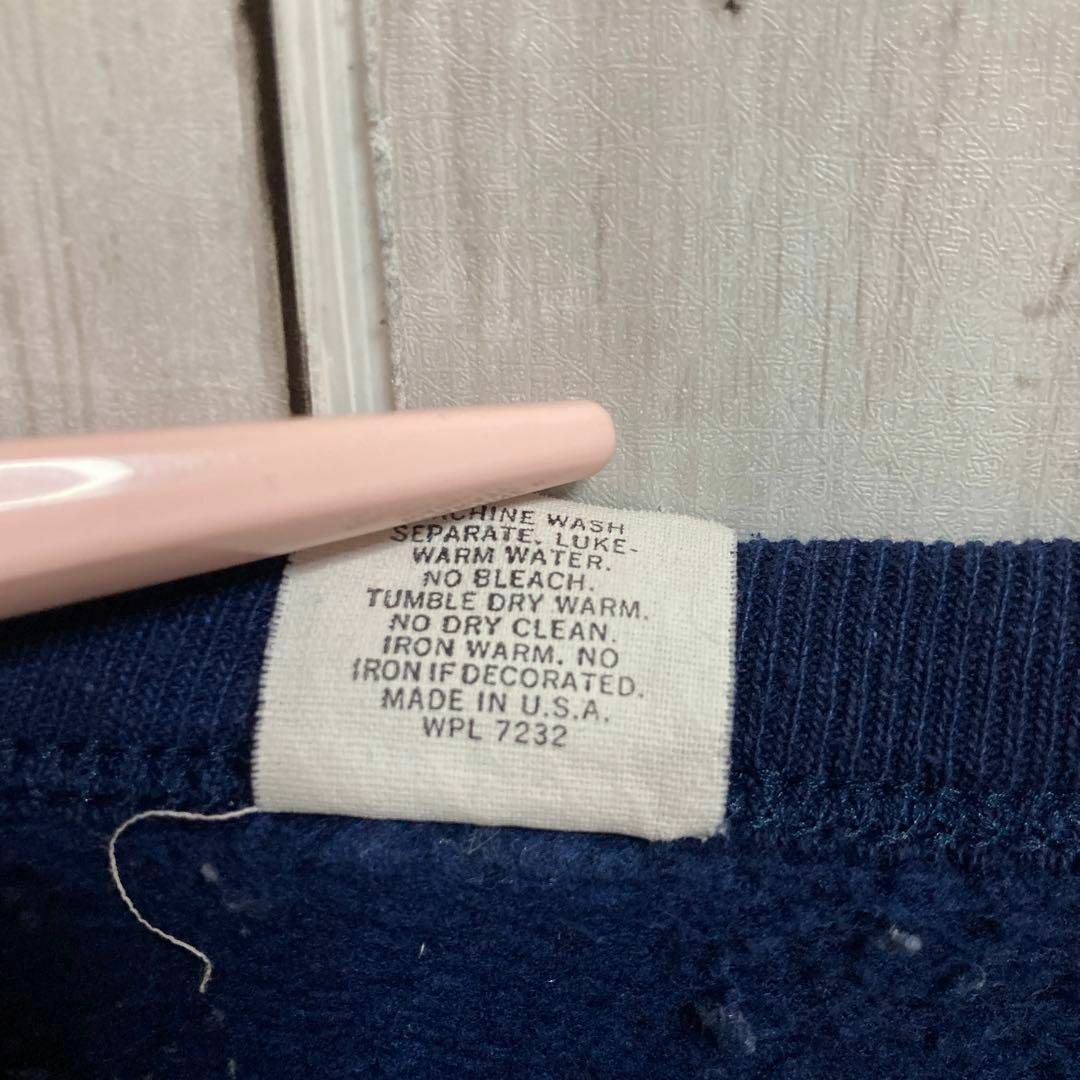 MACHINE WASH
SEPARATE. LUKE-
WARM WATER.
NO BLEACH.
TUMBLE DRY WARM.
NO DRY CLEAN.
IRON WARM. NO
IRON IF DECORATED.
MADE IN U.S.A.
WPL 7232